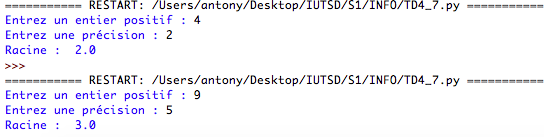 =========== RESTART: /Users/antony/Desktop/IUTSD/S1/INFO/TD4_7.py ===========
Entrez un entier positif : 4
Entrez une précision : 2
Racine :  2.0
>>>
=========== RESTART: /Users/antony/Desktop/IUTSD/S1/INFO/TD4_7.py ===========
Entrez un entier positif : 9
Entrez une précision : 5
Racine :  3.0